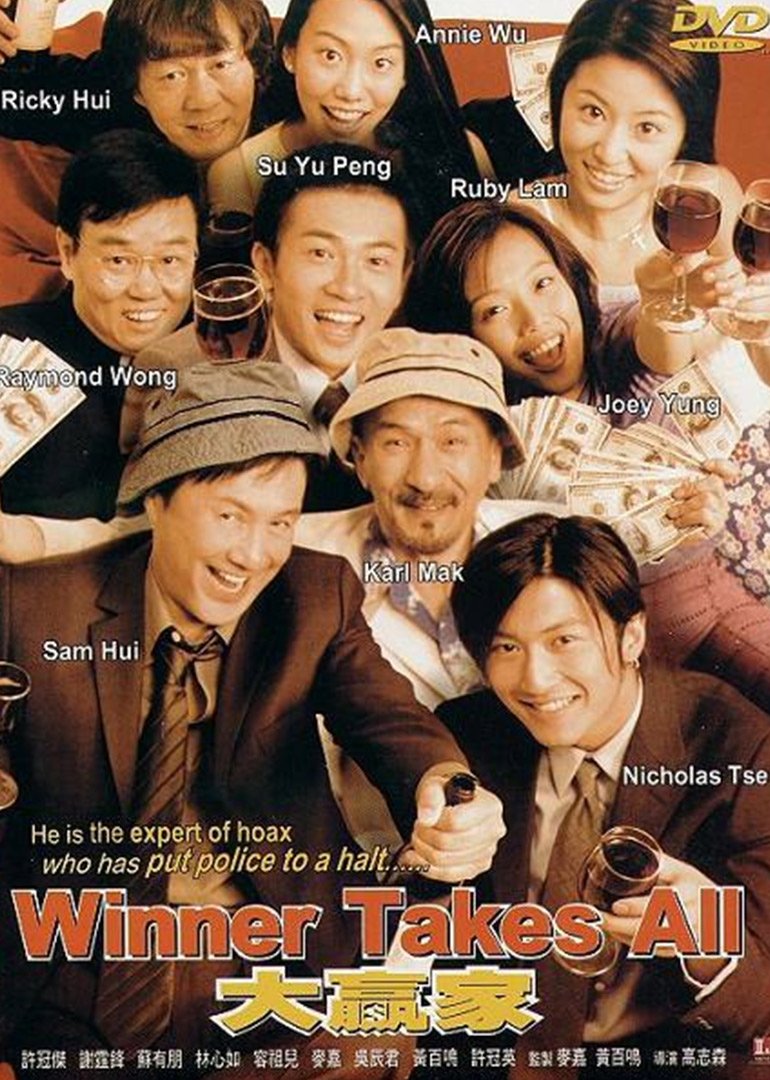 DVD
VIDEO
Annie Wu
Ricky Hui
Su Yu Peng
Ruby Lam
Raymond Wong
Joey Yung
Karl Mak
Sam Hui
Nicholas Tse
He is the expert of hoax
who has put police to a halt......
Winner Takes All
大贏家
許冠傑 謝霆鋒 蘇有朋 林心如 容祖兒 麥嘉 吳辰君 黃百鳴 許冠英 監製 麥嘉 黃百鳴 導演 高志森